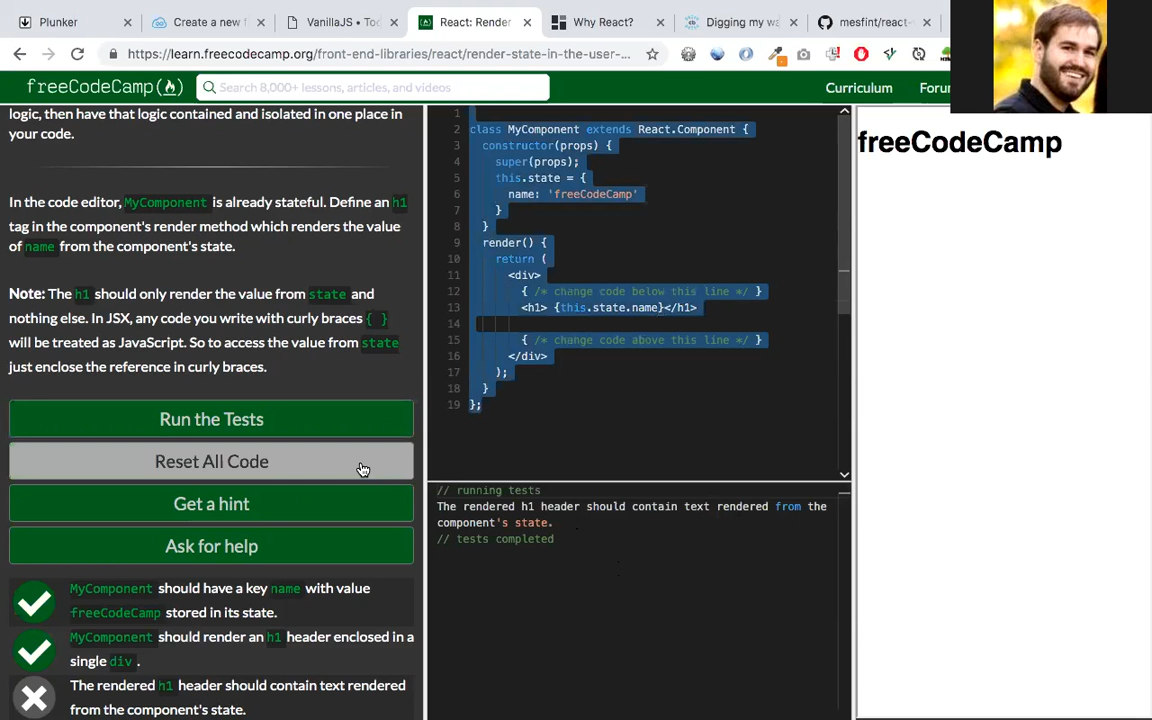 Plunker
Create a new f
VanillaJS • To
React: Render
Why React?
Digging my wa
mesfint/react-
https://learn.freecodecamp.org/front-end-libraries/react/render-state-in-the-user-...
freeCodeCamp
Search 8,000+ lessons, articles, and videos
Curriculum
Foru
logic, then have that logic contained and isolated in one place in
your code.
In the code editor, MyComponent is already stateful. Define an h1
tag in the component's render method which renders the value
of name from the component's state.
Note: The h1 should only render the value from state and
nothing else. In JSX, any code you write with curly braces { }
will be treated as JavaScript. So to access the value from state
just enclose the reference in curly braces.
Run the Tests
Reset All Code
Get a hint
Ask for help
MyComponent should have a key name with value
freeCodeCamp stored in its state.
MyComponent should render an h1 header enclosed in a
single div .
The rendered h1 header should contain text rendered
from the component's state.
1
2 class MyComponent extends React.Component {
3 constructor(props) {
4 super(props);
5 this.state = {
6 name: 'freeCodeCamp'
7 }
8 }
9 render() {
10 return (
11 <div>
12 { /* change code below this line */ }
13 <h1> {this.state.name}</h1>
14
15 { /* change code above this line */ }
16 </div>
17 );
18 }
19 };
// running tests
The rendered h1 header should contain text rendered from the
component's state.
// tests completed
freeCodeCamp